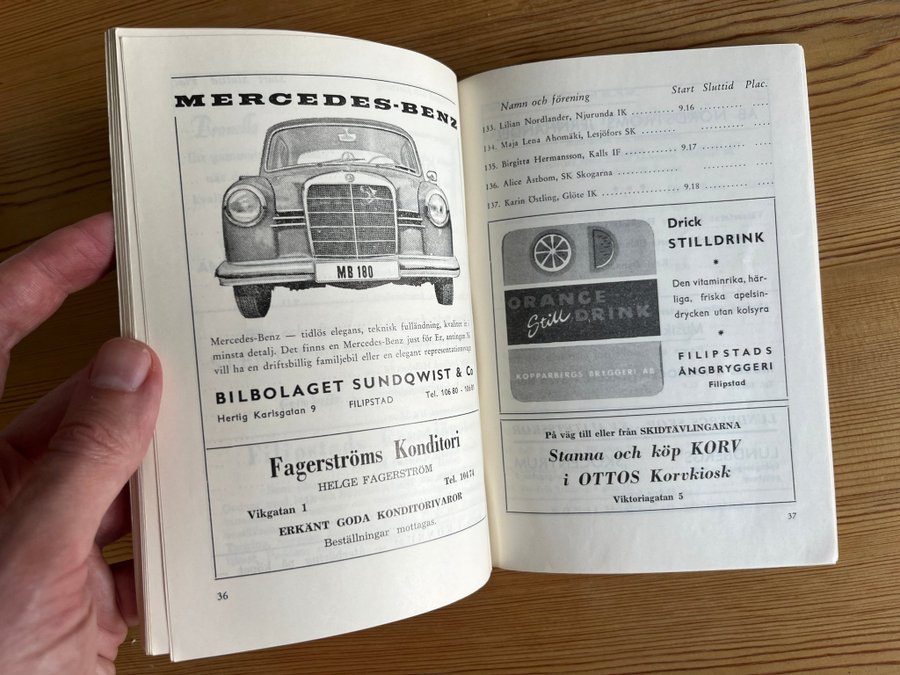 MERCEDES-BENZ
MB 180
Mercedes-Benz — tidlös elegans, teknisk fulländning, kvalitet i
minsta detalj. Det finns en Mercedes-Benz just för Er, antingen Ni
vill ha en driftsbillig familjebil eller en elegant representationsvagn
BILBOLAGET SUNDQWIST & Co
Hertig Karlsgatan 9 FILIPSTAD Tel. 106 80 -
Fagerströms Konditori
HELGE FAGERSTRÖM
Vikgatan 1 Tel. 104 74
ERKÄNT GODA KONDITORIVAROR
Beställningar mottagas.
36
Namn och förening Start Sluttid Plac.
133. Lilian Nordlander, Njurunda IK 9.16
134. Maja Lena Ahomäki, Lesjöfors SK
135. Birgitta Hermansson, Kalls IF 9.17
136. Alice Åstbom, SK Skogarna
137. Karin Östling, Glöte IK 9.18
ORANGE
Still DRINK
KOPPARBERGS BRYGGERI AB
Drick
STILLDRINK
*
Den vitaminrika, här-
liga, friska apelsin-
drycken utan kolsyra
*
FILIPSTADS
ÅNGBRYGGERI
Filipstad
På väg till eller från SKIDTÄVLINGARNA
Stanna och köp KORV
i OTTOS Korvkiosk
Viktoriagatan 5
37